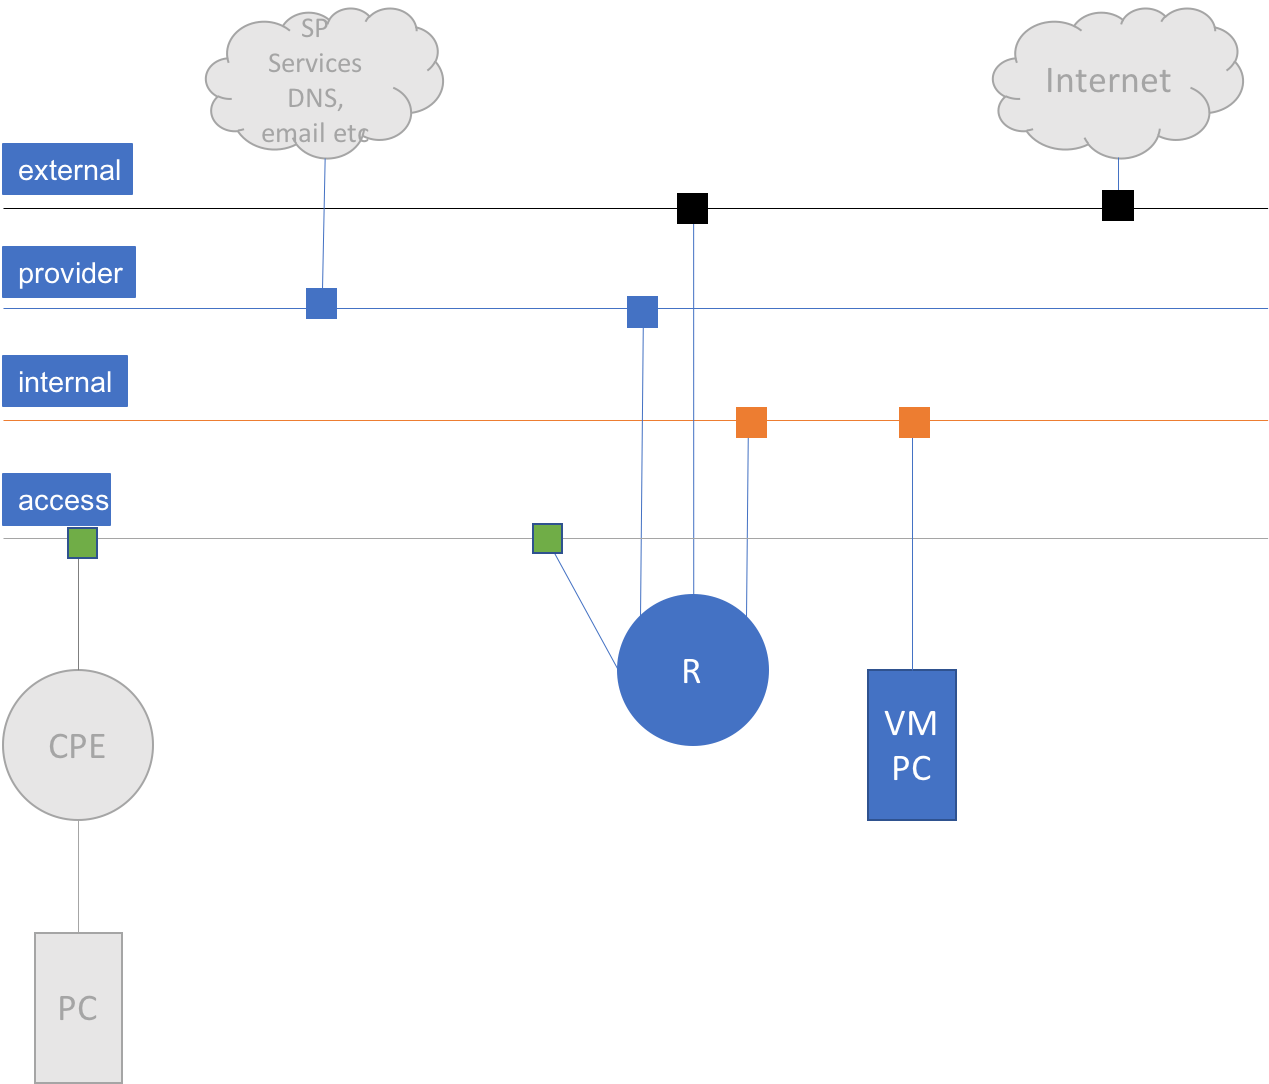 SP
Services
DNS,
email etc
Internet
external
provider
internal
access
R
VM
PC
CPE
PC